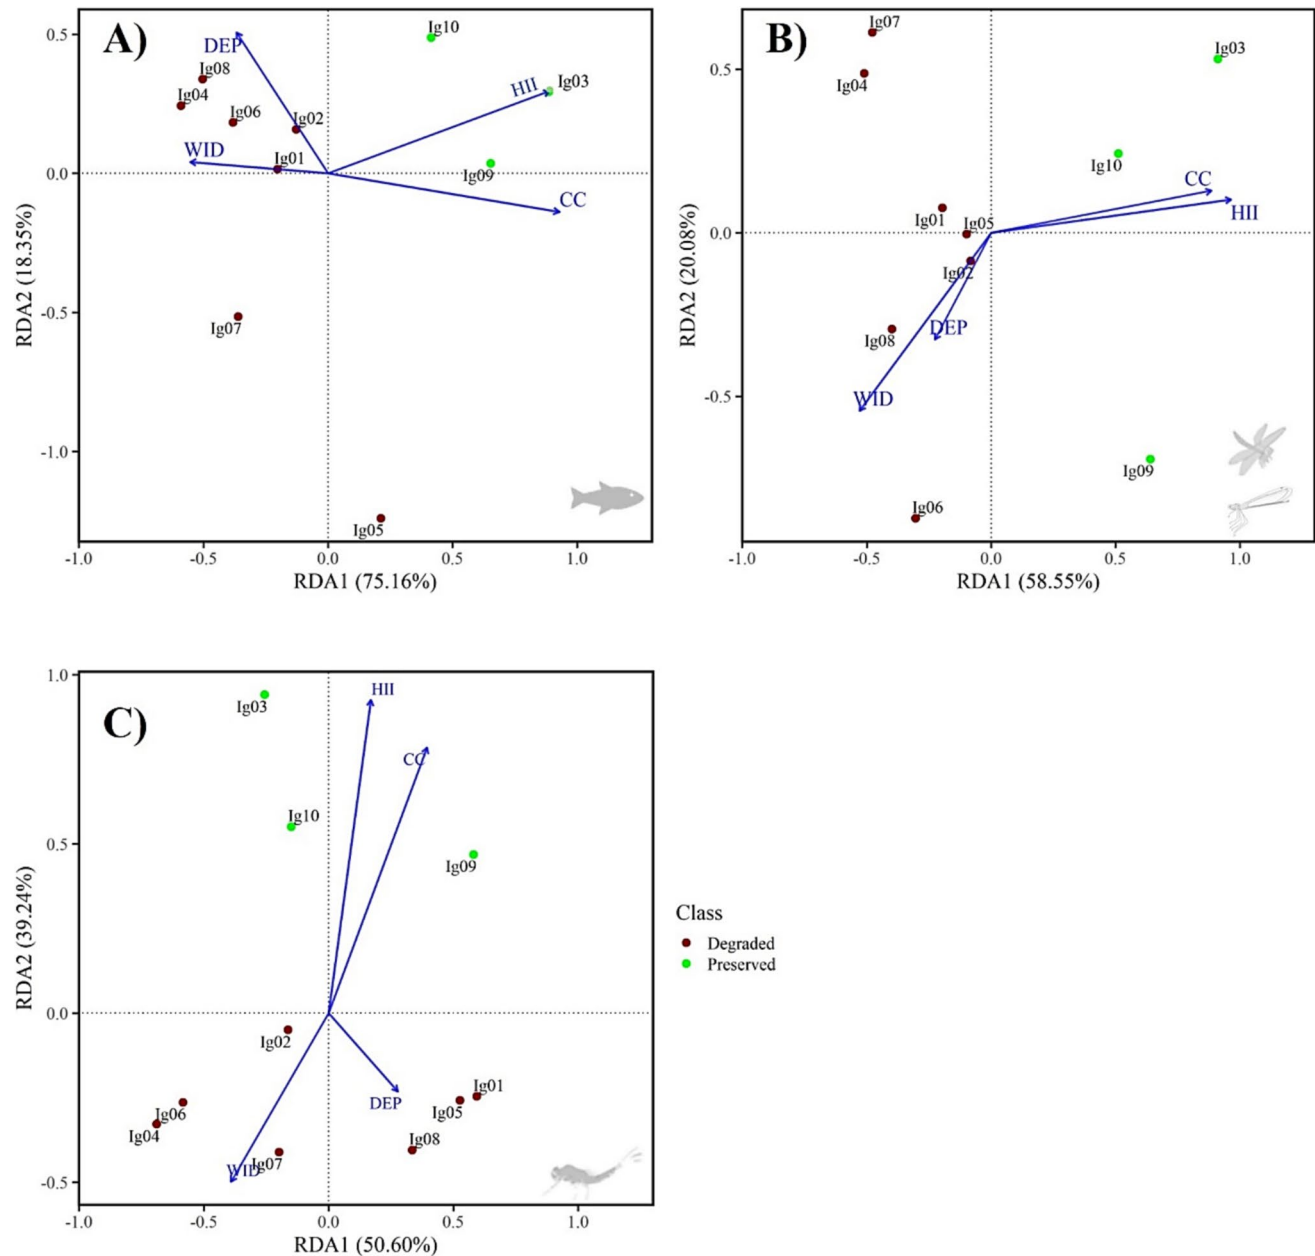 A)
DEP
Ig10
Ig08
Ig04
Ig06
Ig02
HII
Ig03
WID
Ig01
Ig09
CC
Ig07
Ig05
0.5
0.0
-0.5
-1.0
RDA2 (18.35%)
-1.0 -0.5 0.0 0.5 1.0
RDA1 (75.16%)
B)
Ig07
Ig04
Ig03
Ig10
CC
HII
Ig01
Ig05
Ig02
DEP
Ig08
WID
Ig09
Ig06
0.5
0.0
-0.5
RDA2 (20.08%)
-1.0 -0.5 0.0 0.5 1.0
RDA1 (58.55%)
C)
Ig03
HII
CC
Ig10
Ig09
Ig02
Ig06
Ig04
DEP
Ig01
Ig05
Ig08
WID
Ig07
1.0
0.5
0.0
-0.5
RDA2 (39.24%)
-1.0 -0.5 0.0 0.5 1.0
RDA1 (50.60%)
Class
Degraded
Preserved